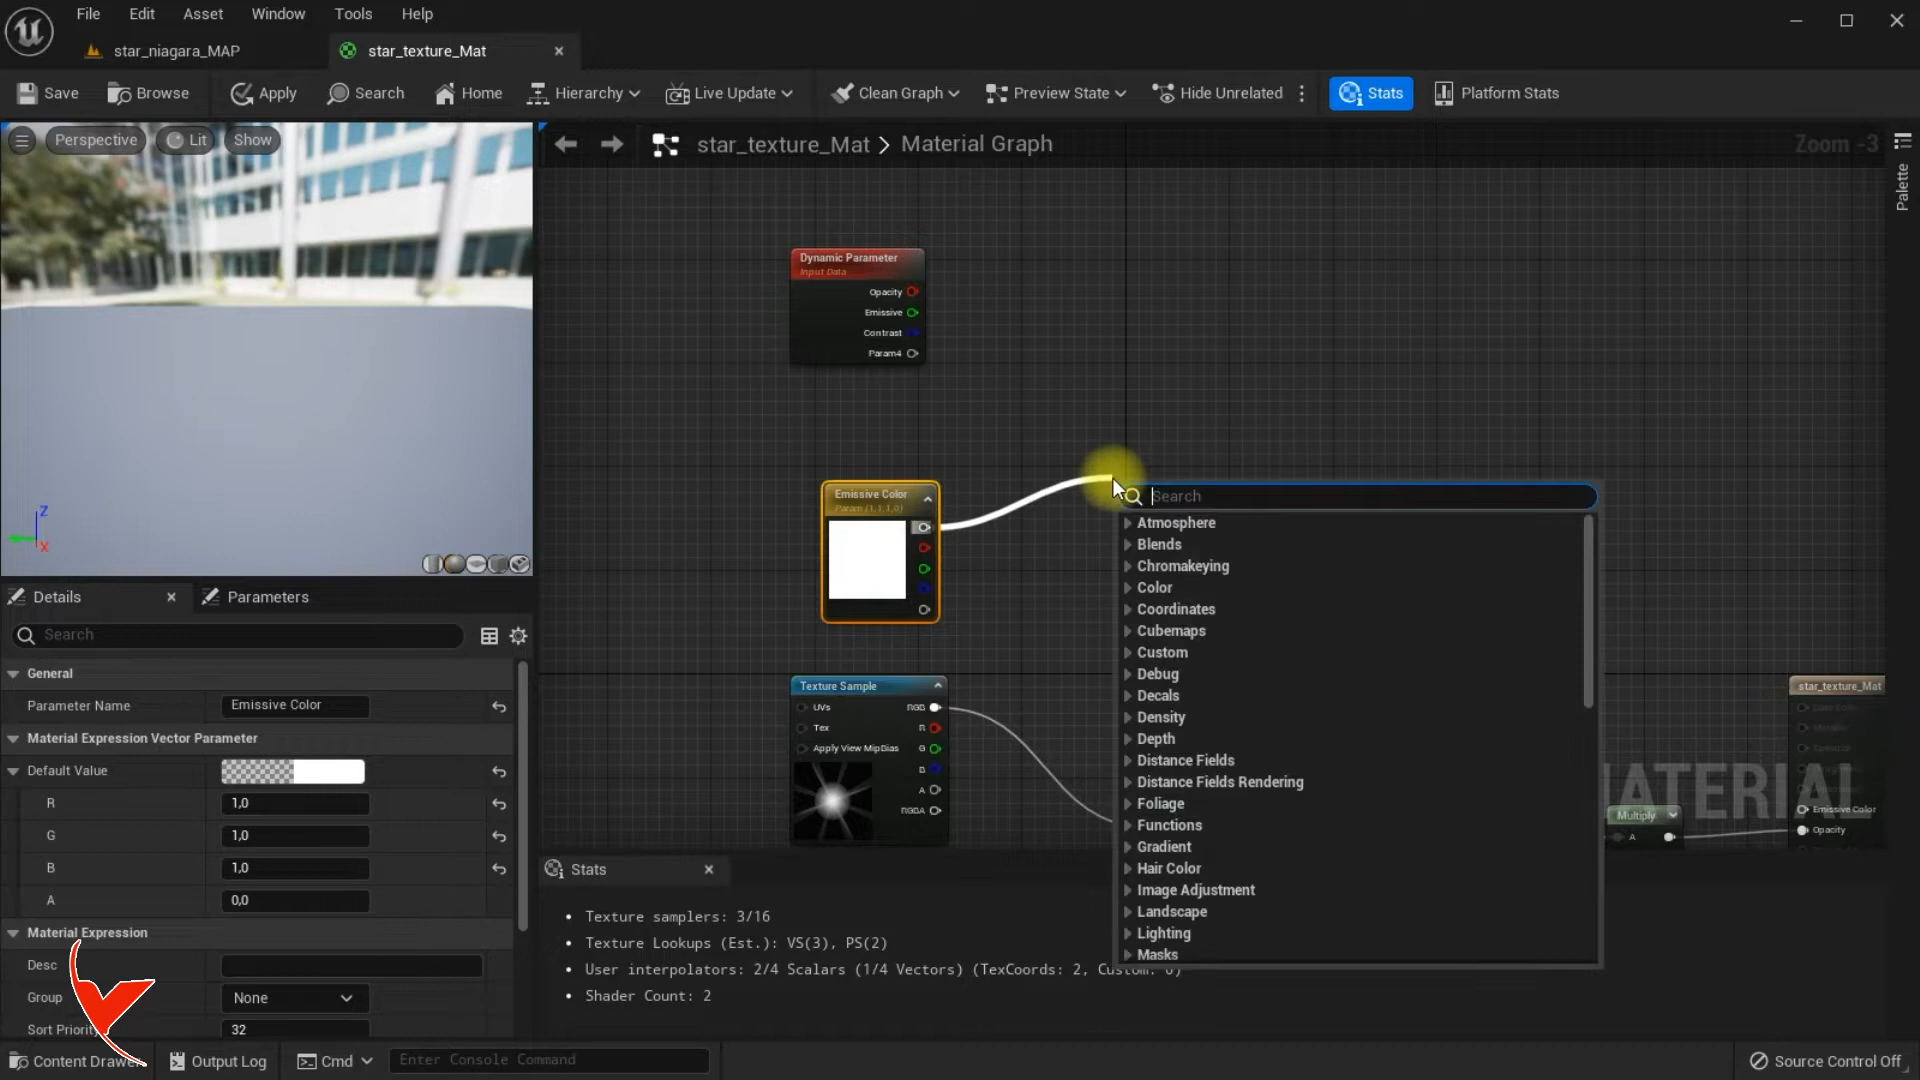 File Edit Asset Window Tools Help
star_niagara_MAP star_texture_Mat
Save Browse Apply Search Home Hierarchy Live Update Clean Graph Preview State Hide Unrelated Stats Platform Stats
Perspective Lit Show
star_texture_Mat > Material Graph
Zoom -3
Palette
Dynamic Parameter
Input Data
Opacity
Emissive
Contrast
Param4
Emissive Color
Param (1,1,1,0)
Search
Atmosphere
Blends
Chromakeying
Color
Coordinates
Cubemaps
Custom
Debug
Decals
Density
Depth
Distance Fields
Distance Fields Rendering
Foliage
Functions
Gradient
Hair Color
Image Adjustment
Landscape
Lighting
Masks
Texture Sample
UVs RGB
Tex R
Apply View MipBias G
B
A
RGBA
MATERIAL
Multiply
A
star_texture_Mat
Emissive Color
Opacity
Z
X
Details Parameters
Search
General
Parameter Name Emissive Color
Material Expression Vector Parameter
Default Value
R 1,0
G 1,0
B 1,0
A 0,0
Material Expression
Desc
Group None
Sort Priority 32
Stats
Texture samplers: 3/16
Texture Lookups (Est.): VS(3), PS(2)
User interpolators: 2/4 Scalars (1/4 Vectors) (TexCoords: 2, Custom: 0)
Shader Count: 2
Content Drawer Output Log Cmd Enter Console Command Source Control Off